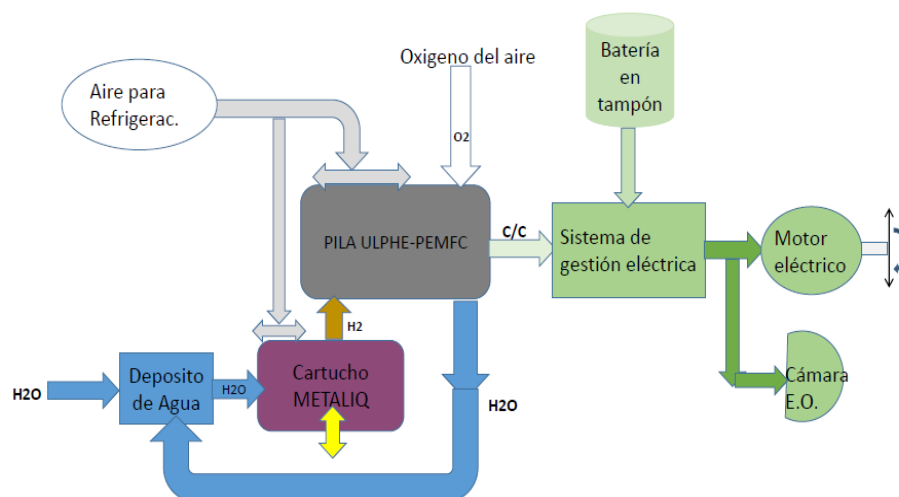 Aire para
Refrigerac.
Oxigeno del aire
O2
Batería
en
tampón
PILA ULPHE-PEMFC
C/C
Sistema de
gestión eléctrica
Motor
eléctrico
H2
H2O
Deposito
de Agua
H2O
Cartucho
METALIQ
H2O
Cámara
E.O.